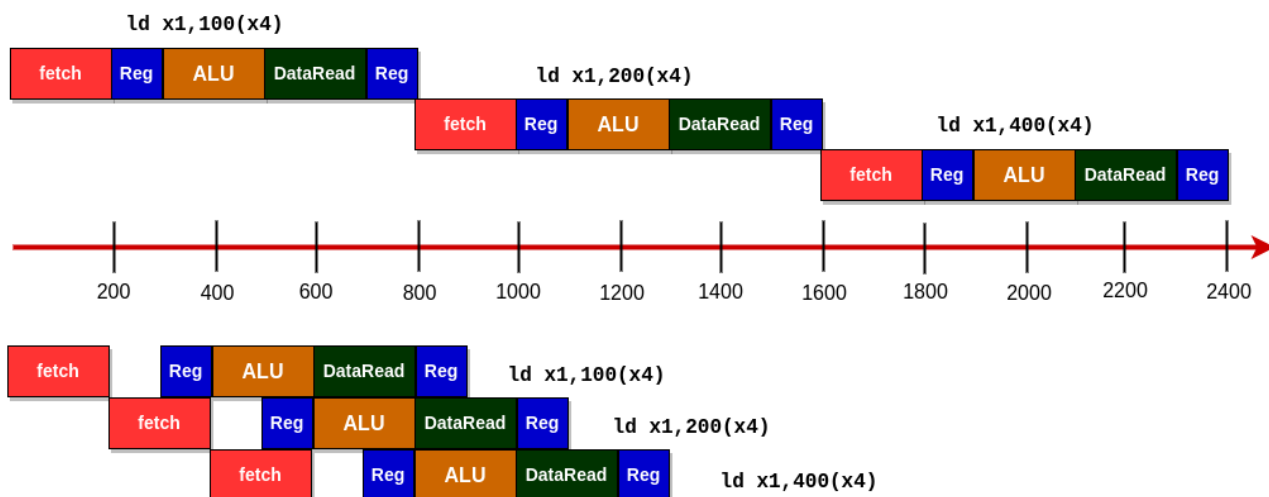 ld x1,100(x4)
fetch Reg ALU DataRead Reg
ld x1,200(x4)
fetch Reg ALU DataRead Reg
ld x1,400(x4)
fetch Reg ALU DataRead Reg
200 400 600 800 1000 1200 1400 1600 1800 2000 2200 2400
fetch Reg ALU DataRead Reg ld x1,100(x4)
fetch Reg ALU DataRead Reg ld x1,200(x4)
fetch Reg ALU DataRead Reg ld x1,400(x4)